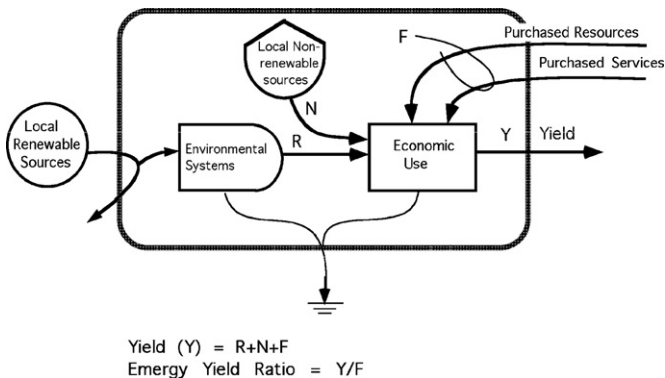 Local Non-
renewable
sources
F
Purchased Resources
Purchased Services
N
Local
Renewable
Sources
Environmental
Systems
R
Economic
Use
Y
Yield
Yield (Y) = R+N+F
Emergy Yield Ratio = Y/F